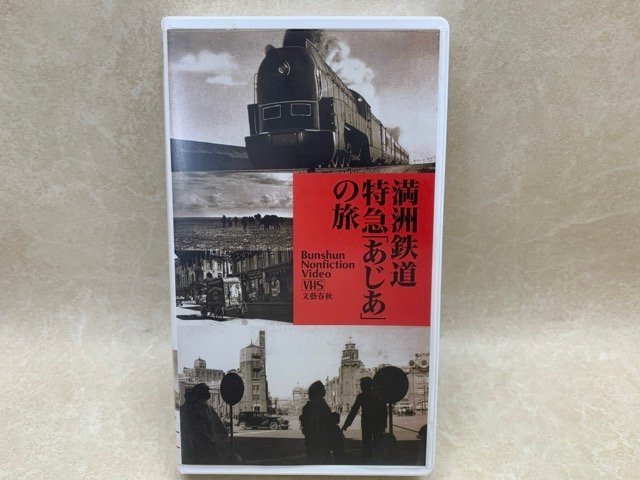 満洲鉄道
特急「あじあ」
の旅
Bunshun
Nonfiction
Video
VHS
文藝春秋